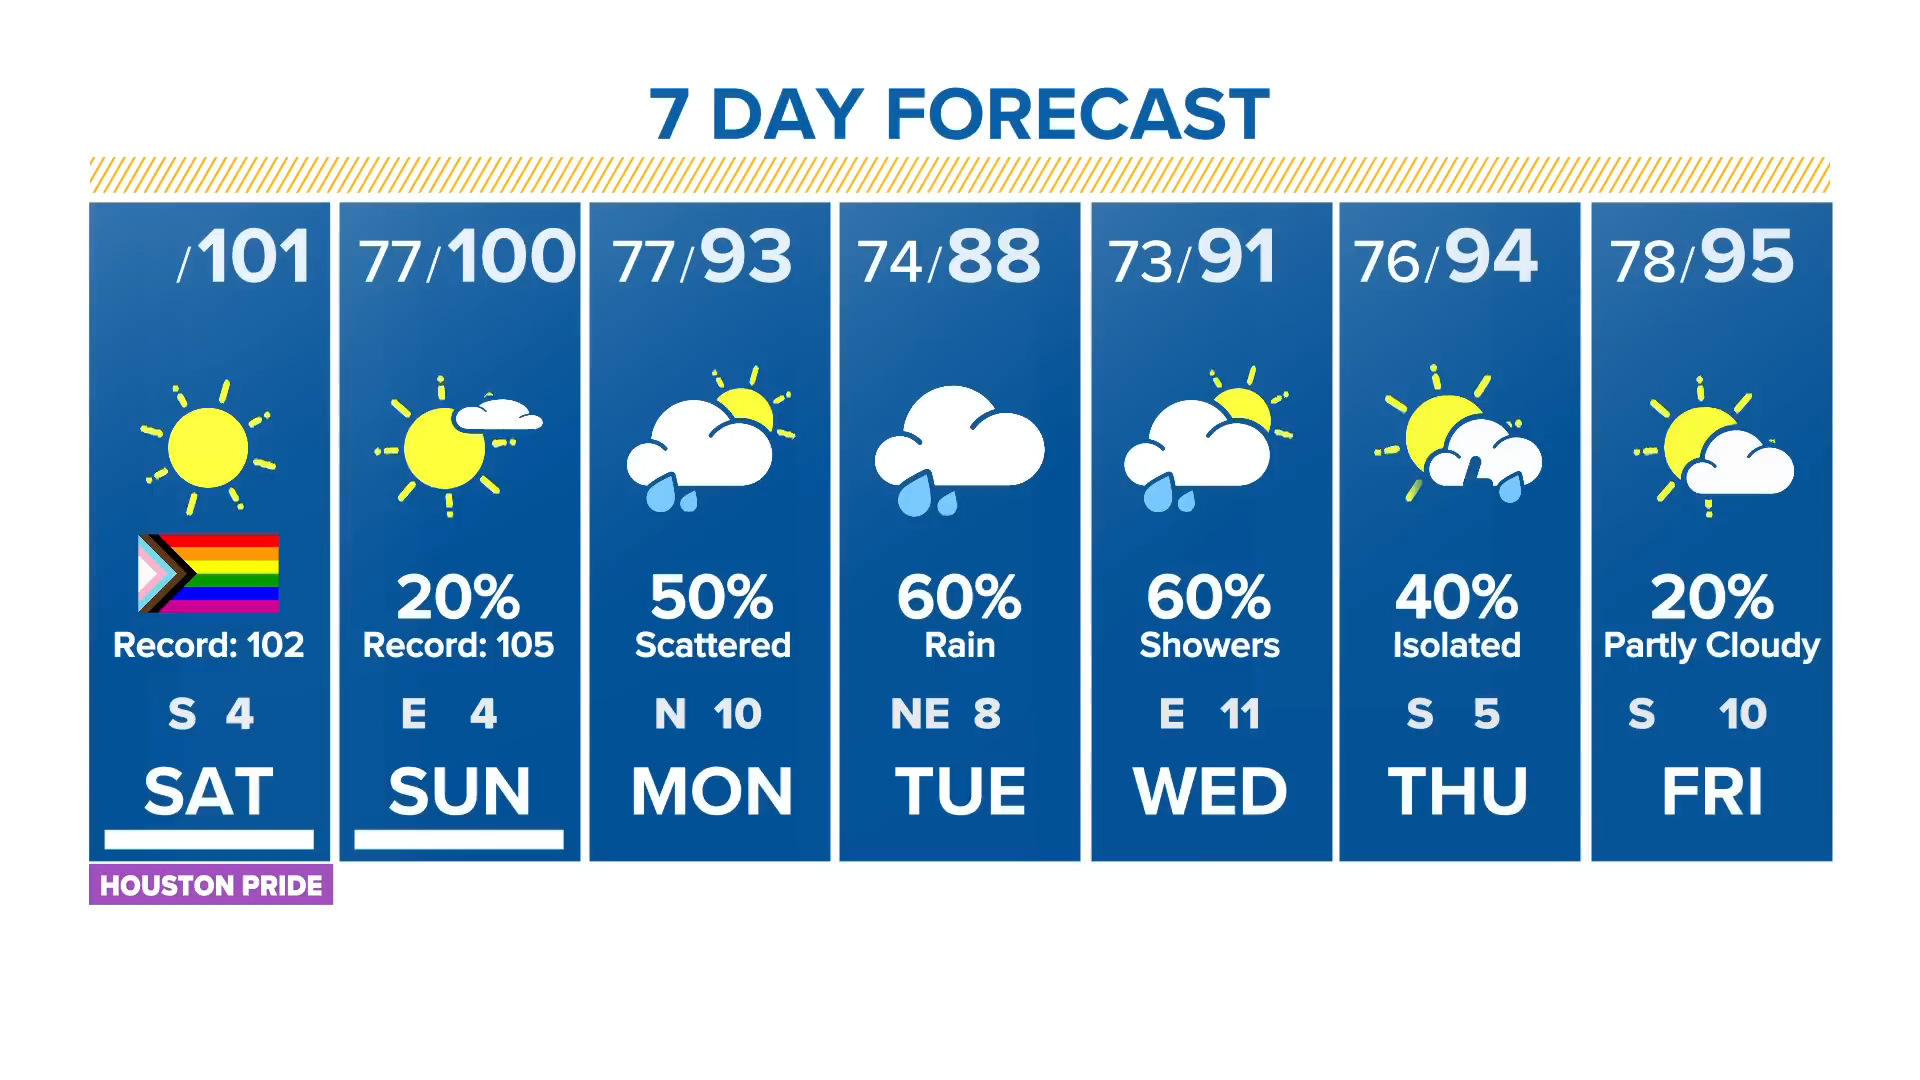 7 DAY FORECAST
/101 77/100 77/93 74/88 73/91 76/94 78/95
20% 50% 60% 60% 40% 20%
Record: 102 Record: 105 Scattered Rain Showers Isolated Partly Cloudy
S 4 E 4 N 10 NE 8 E 11 S 5 S 10
SAT SUN MON TUE WED THU FRI
HOUSTON PRIDE